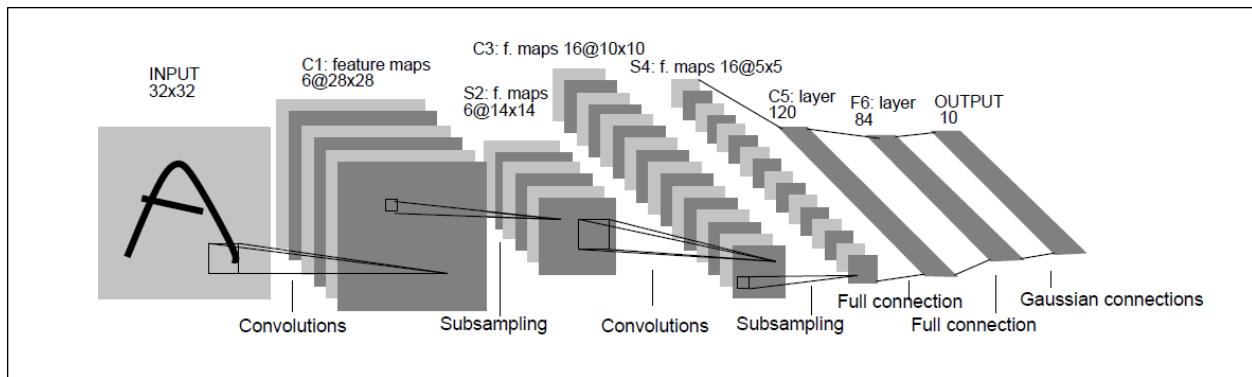 INPUT
32x32
C1: feature maps
6@28x28
S2: f. maps
6@14x14
C3: f. maps 16@10x10
S4: f. maps 16@5x5
C5: layer
120
F6: layer
84
OUTPUT
10
A
Convolutions
Subsampling
Convolutions
Subsampling
Full connection
Full connection
Gaussian connections